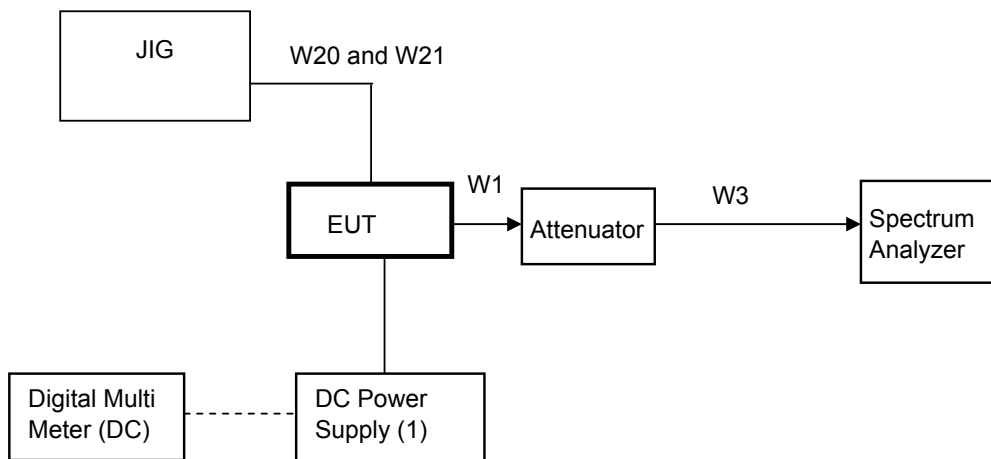 JIG
W20 and W21
W1
W3
EUT
Attenuator
Spectrum
Analyzer
Digital Multi
Meter (DC)
DC Power
Supply (1)